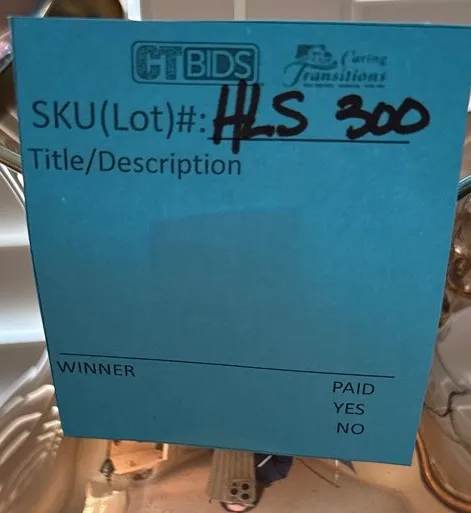 CTBIDS
Caring
Transitions
SKU(Lot)#: HLS 300
Title/Description
WINNER
PAID
YES
NO